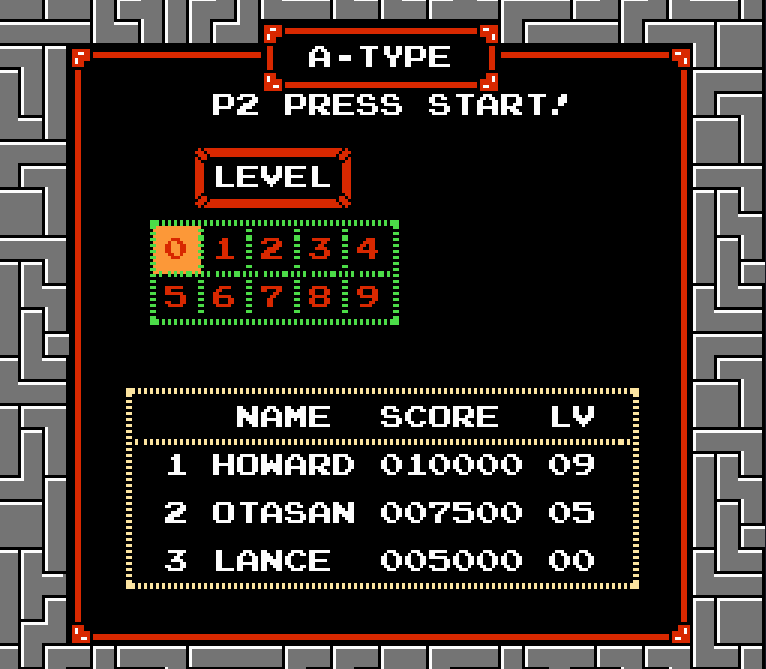 A-TYPE
P2 PRESS START!
LEVEL
0 1 2 3 4
5 6 7 8 9
NAME SCORE LV
1 HOWARD 010000 09
2 OTASAN 007500 05
3 LANCE 005000 00